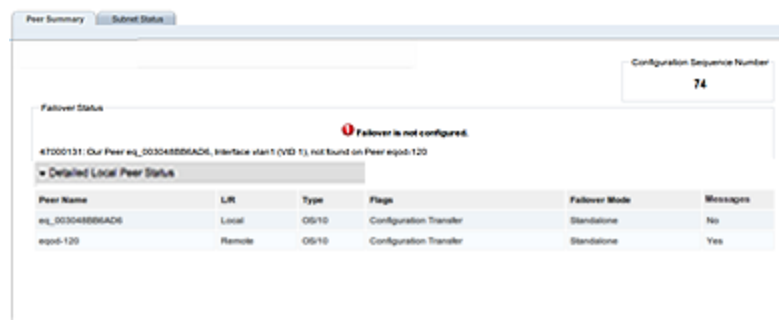 Peer Summary Subnet Status
Configuration Sequence Number
74
Failover Status
Failover is not configured.
47000131: Our Peer eq_003048BB6AD6, Interface vlan1 (VID 1), not found on Peer eqod-120
Detailed Local Peer Status
Peer Name L/R Type Flags Failover Mode Messages
eq_003048BB6AD6 Local OS/10 Configuration Transfer Standalone No
eqod-120 Remote OS/10 Configuration Transfer Standalone Yes